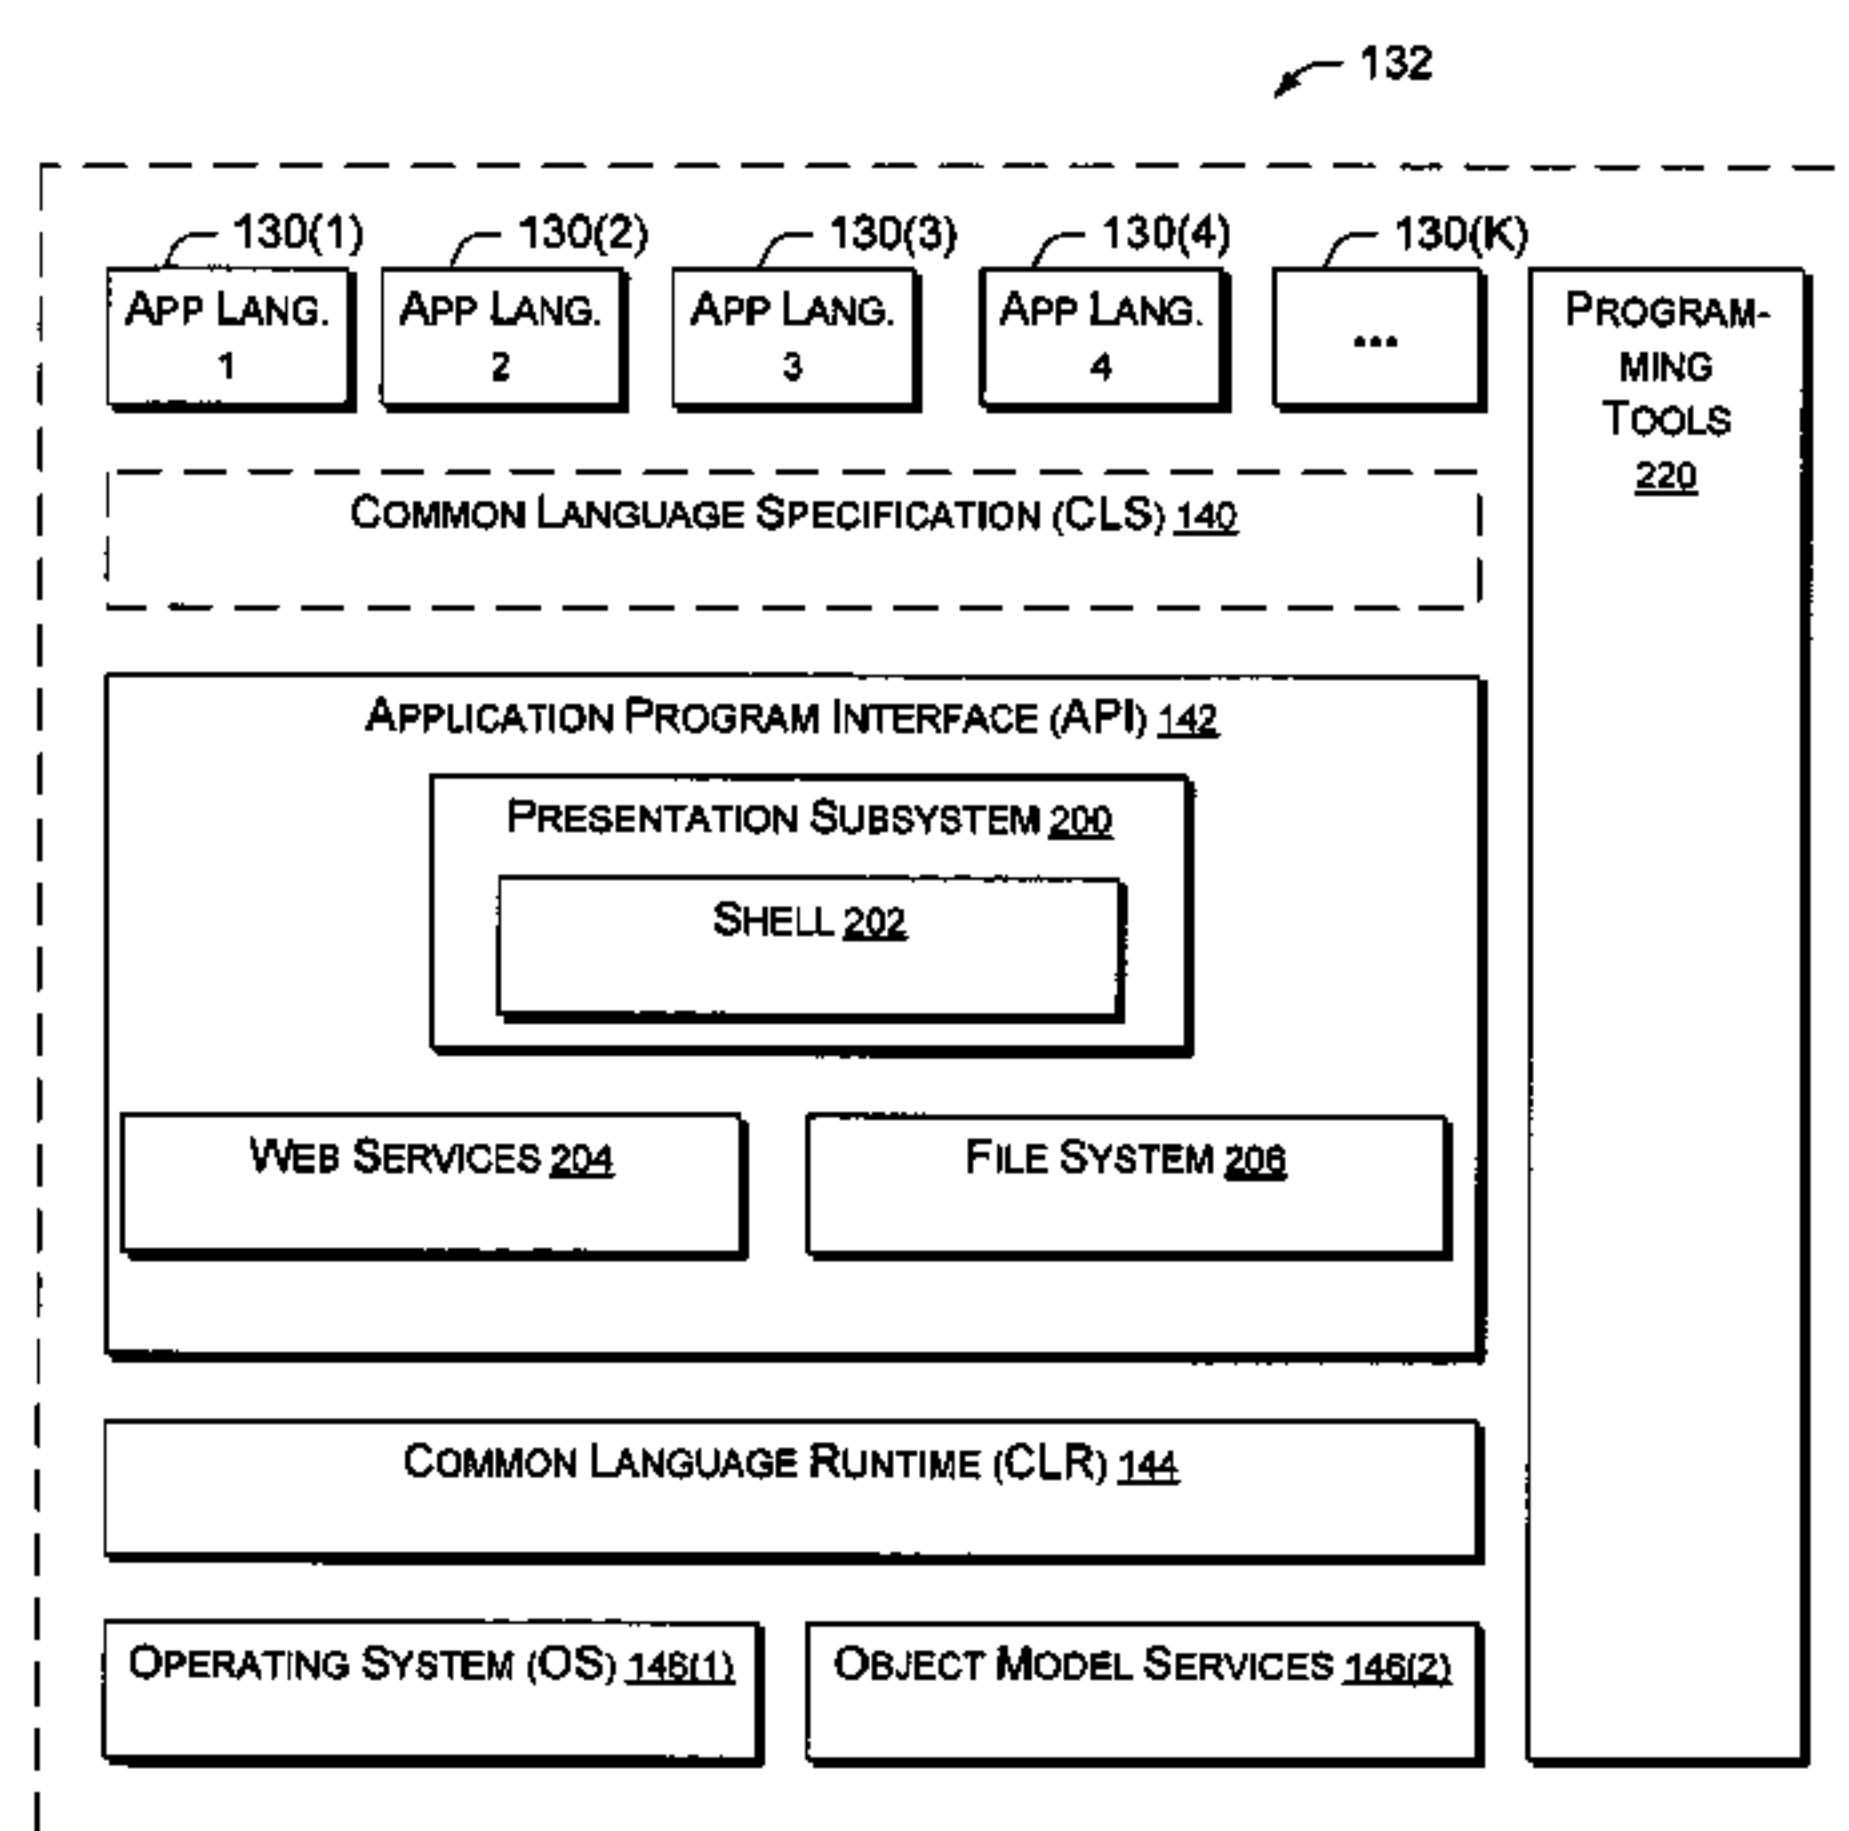 132
130(1) 130(2) 130(3) 130(4) 130(K)
APP LANG.
1
APP LANG.
2
APP LANG.
3
APP LANG.
4
...
PROGRAM-
MING
TOOLS
220
COMMON LANGUAGE SPECIFICATION (CLS) 140
APPLICATION PROGRAM INTERFACE (API) 142
PRESENTATION SUBSYSTEM 200
SHELL 202
WEB SERVICES 204
FILE SYSTEM 206
COMMON LANGUAGE RUNTIME (CLR) 144
OPERATING SYSTEM (OS) 146(1)
OBJECT MODEL SERVICES 146(2)